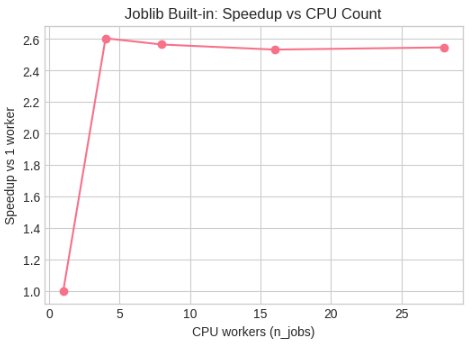 Joblib Built-in: Speedup vs CPU Count
Speedup vs 1 worker
2.6
2.4
2.2
2.0
1.8
1.6
1.4
1.2
1.0
0 5 10 15 20 25
CPU workers (n_jobs)